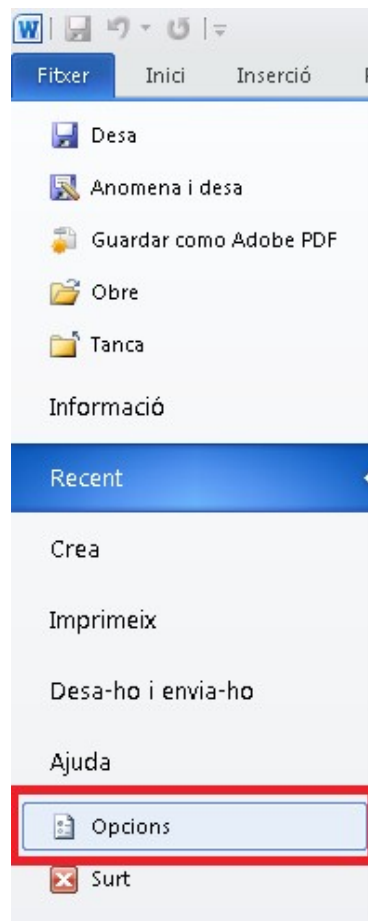 W
Fitxer Inici Inserció
Desa
Anomena i desa
Guardar como Adobe PDF
Obre
Tanca
Informació
Recent
Crea
Imprimeix
Desa-ho i envia-ho
Ajuda
Opcions
Surt